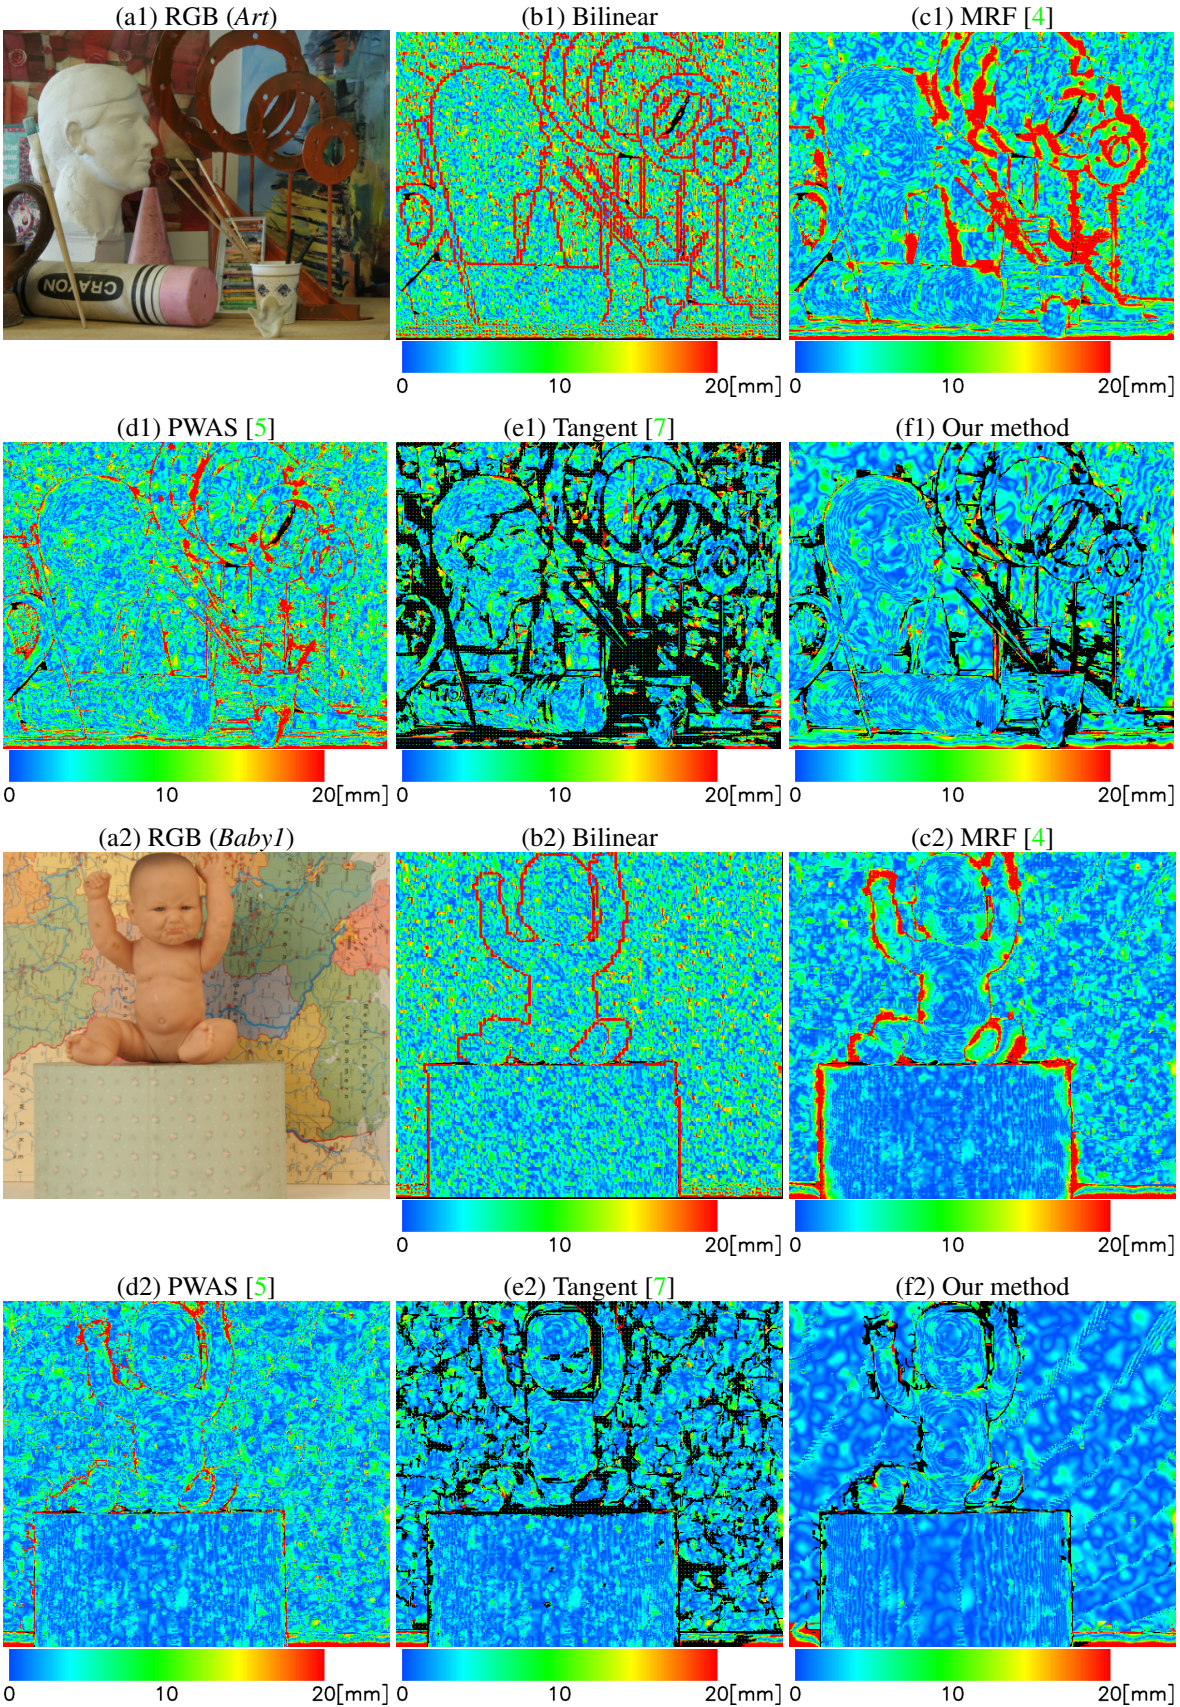 (a1) RGB (Art)
(b1) Bilinear
(c1) MRF [4]
CRAYON
0 10 20[mm]
0 10 20[mm]
(d1) PWAS [5]
(e1) Tangent [7]
(f1) Our method
0 10 20[mm]
0 10 20[mm]
0 10 20[mm]
(a2) RGB (Baby1)
(b2) Bilinear
(c2) MRF [4]
0 10 20[mm]
0 10 20[mm]
(d2) PWAS [5]
(e2) Tangent [7]
(f2) Our method
0 10 20[mm]
0 10 20[mm]
0 10 20[mm]